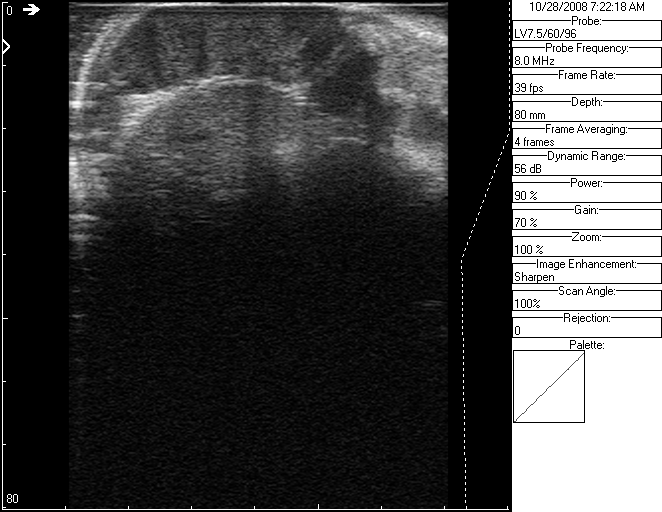 0
80
10/28/2008 7:22:18 AM
Probe:
LV7.5/60/96
Probe Frequency:
8.0 MHz
Frame Rate:
39 fps
Depth:
80 mm
Frame Averaging:
4 frames
Dynamic Range:
56 dB
Power:
90 %
Gain:
70 %
Zoom:
100 %
Image Enhancement:
Sharpen
Scan Angle:
100%
Rejection:
0
Palette: